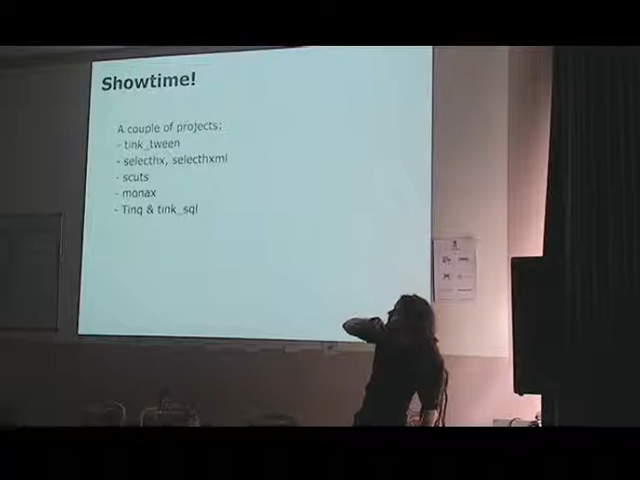 Showtime!
A couple of projects:
- tink_tween
- selecthx, selecthxml
- scuts
- monax
- Tinq & tink_sql